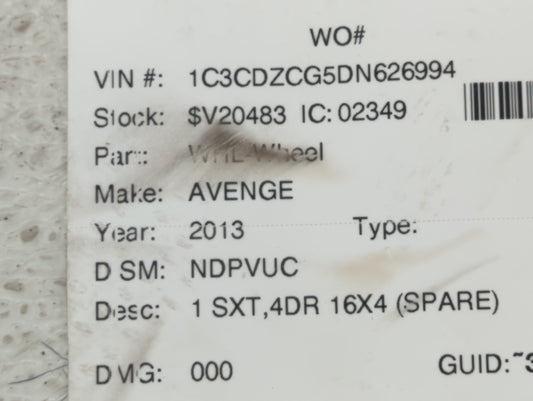 WO#
VIN #: 1C3CDZCG5DN626994
Stock: $V20483 IC: 02349
Part: WHL-Wheel
Make: AVENGE
Year: 2013 Type:
DISM: NDPVUC
Desc: 1 SXT,4DR 16X4 (SPARE)
DMG: 000 GUID: